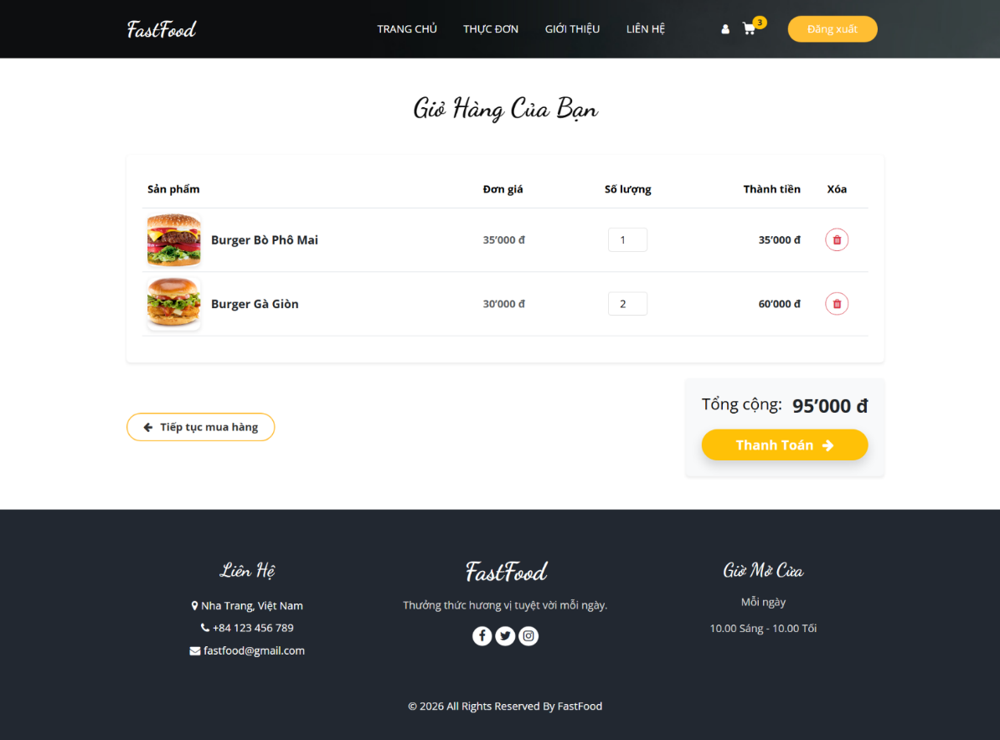 FastFood
TRANG CHỦ THỰC ĐƠN GIỚI THIỆU LIÊN HỆ 3 Đăng xuất
Giỏ Hàng Của Bạn
Sản phẩm Đơn giá Số lượng Thành tiền Xóa
Burger Bò Phô Mai 35’000 đ 1 35’000 đ
Burger Gà Giòn 30’000 đ 2 60’000 đ
Tổng cộng: 95’000 đ
Tiếp tục mua hàng
Thanh Toán
Liên Hệ
Nha Trang, Việt Nam
+84 123 456 789
fastfood@gmail.com
FastFood
Thưởng thức hương vị tuyệt vời mỗi ngày.
Giờ Mở Cửa
Mỗi ngày
10.00 Sáng - 10.00 Tối
© 2026 All Rights Reserved By FastFood